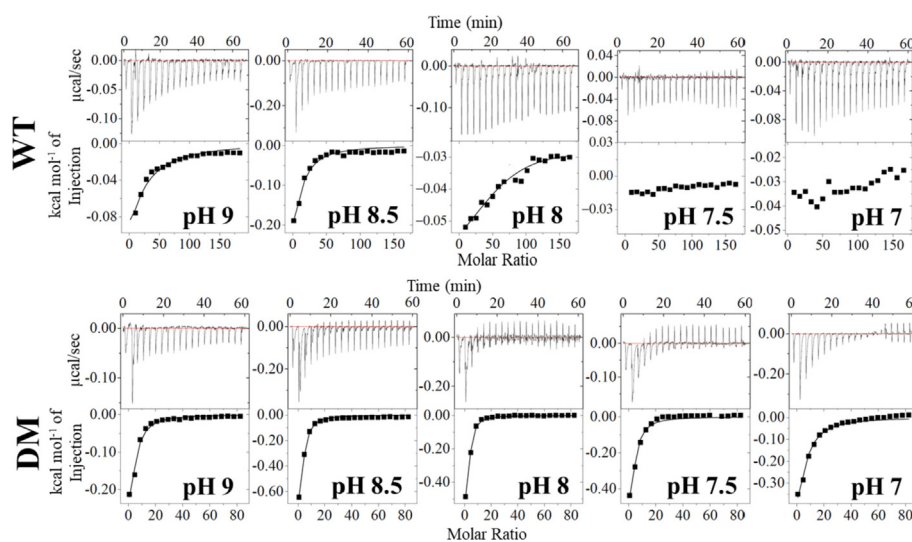 Time (min)
0 20 40 60 0 20 40 60 0 20 40 60 0 20 40 60 0 20 40 60
WT
µcal/sec
0.00 0.00 0.00 0.04 0.00
-0.05 -0.20 -0.10 0.00 -0.04
-0.10 -0.04 -0.08
-0.08
0.00 0.00 -0.03 0.03 -0.02
-0.04 -0.10 -0.04 0.00 -0.03
-0.08 -0.20 -0.05 -0.03 -0.04
-0.05
kcal mol⁻¹ of
Injection
pH 9 pH 8.5 pH 8 pH 7.5 pH 7
0 50 100 150 0 50 100 150 0 50 100 150 0 50 100 150 0 50 100 150
Molar Ratio
Time (min)
0 20 40 60 0 20 40 60 0 20 40 60 0 20 40 60 0 20 40 60
DM
µcal/sec
0.00 0.00 0.00 0.00 0.00
-0.10 -0.20 -0.20 -0.10 -0.20
0.00 0.00 0.00 0.00 0.00
-0.10 -0.20 -0.20 -0.20 -0.10
-0.20 -0.40 -0.40 -0.40 -0.20
-0.60 -0.30
kcal mol⁻¹ of
Injection
pH 9 pH 8.5 pH 8 pH 7.5 pH 7
0 20 40 60 80 0 20 40 60 80 0 20 40 60 80 0 20 40 60 80 0 20 40 60 80
Molar Ratio